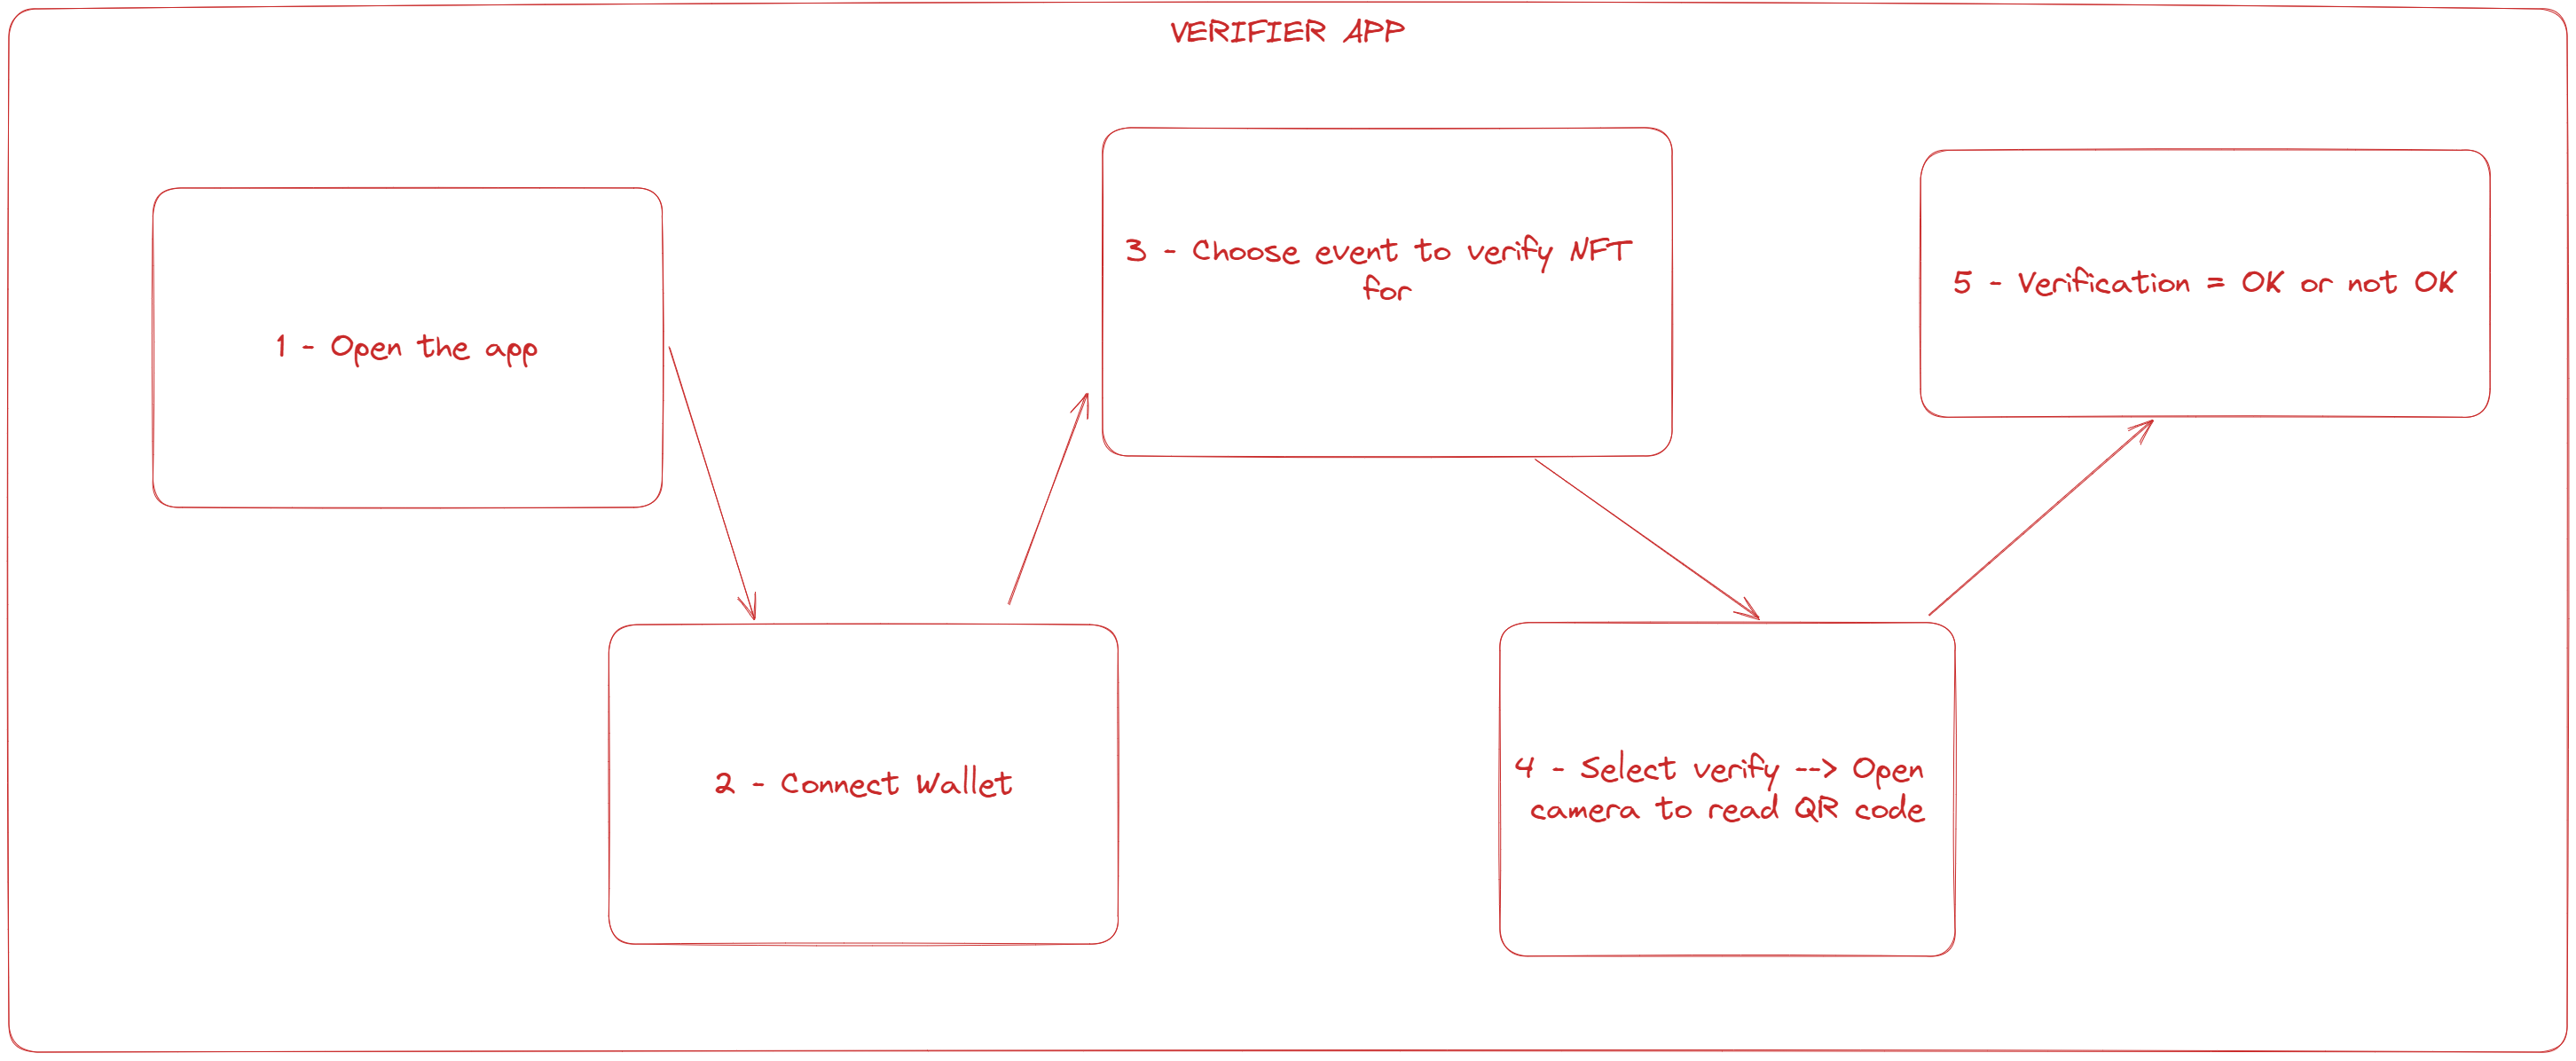 VERIFIER APP
1 - Open the app
2 - Connect Wallet
3 - Choose event to verify NFT
for
4 - Select verify --> Open
camera to read QR code
5 - Verification = OK or not OK